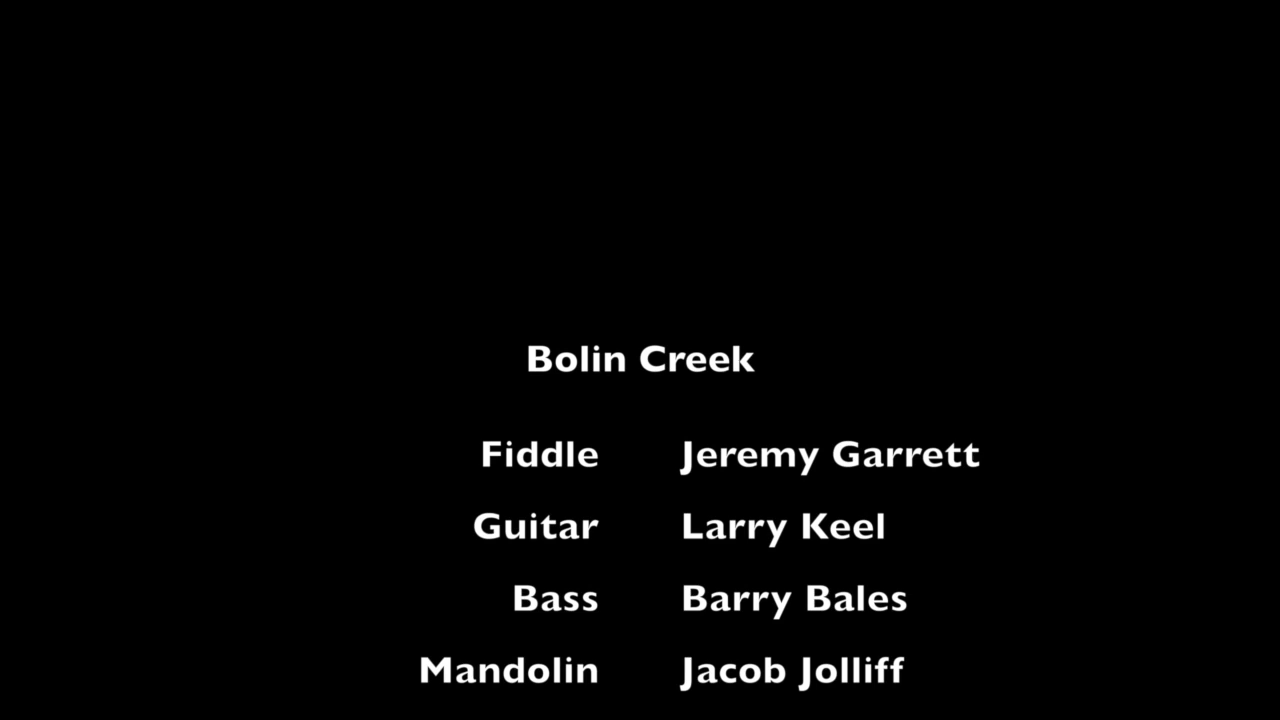 Bolin Creek
Fiddle Jeremy Garrett
Guitar Larry Keel
Bass Barry Bales
Mandolin Jacob Jolliff